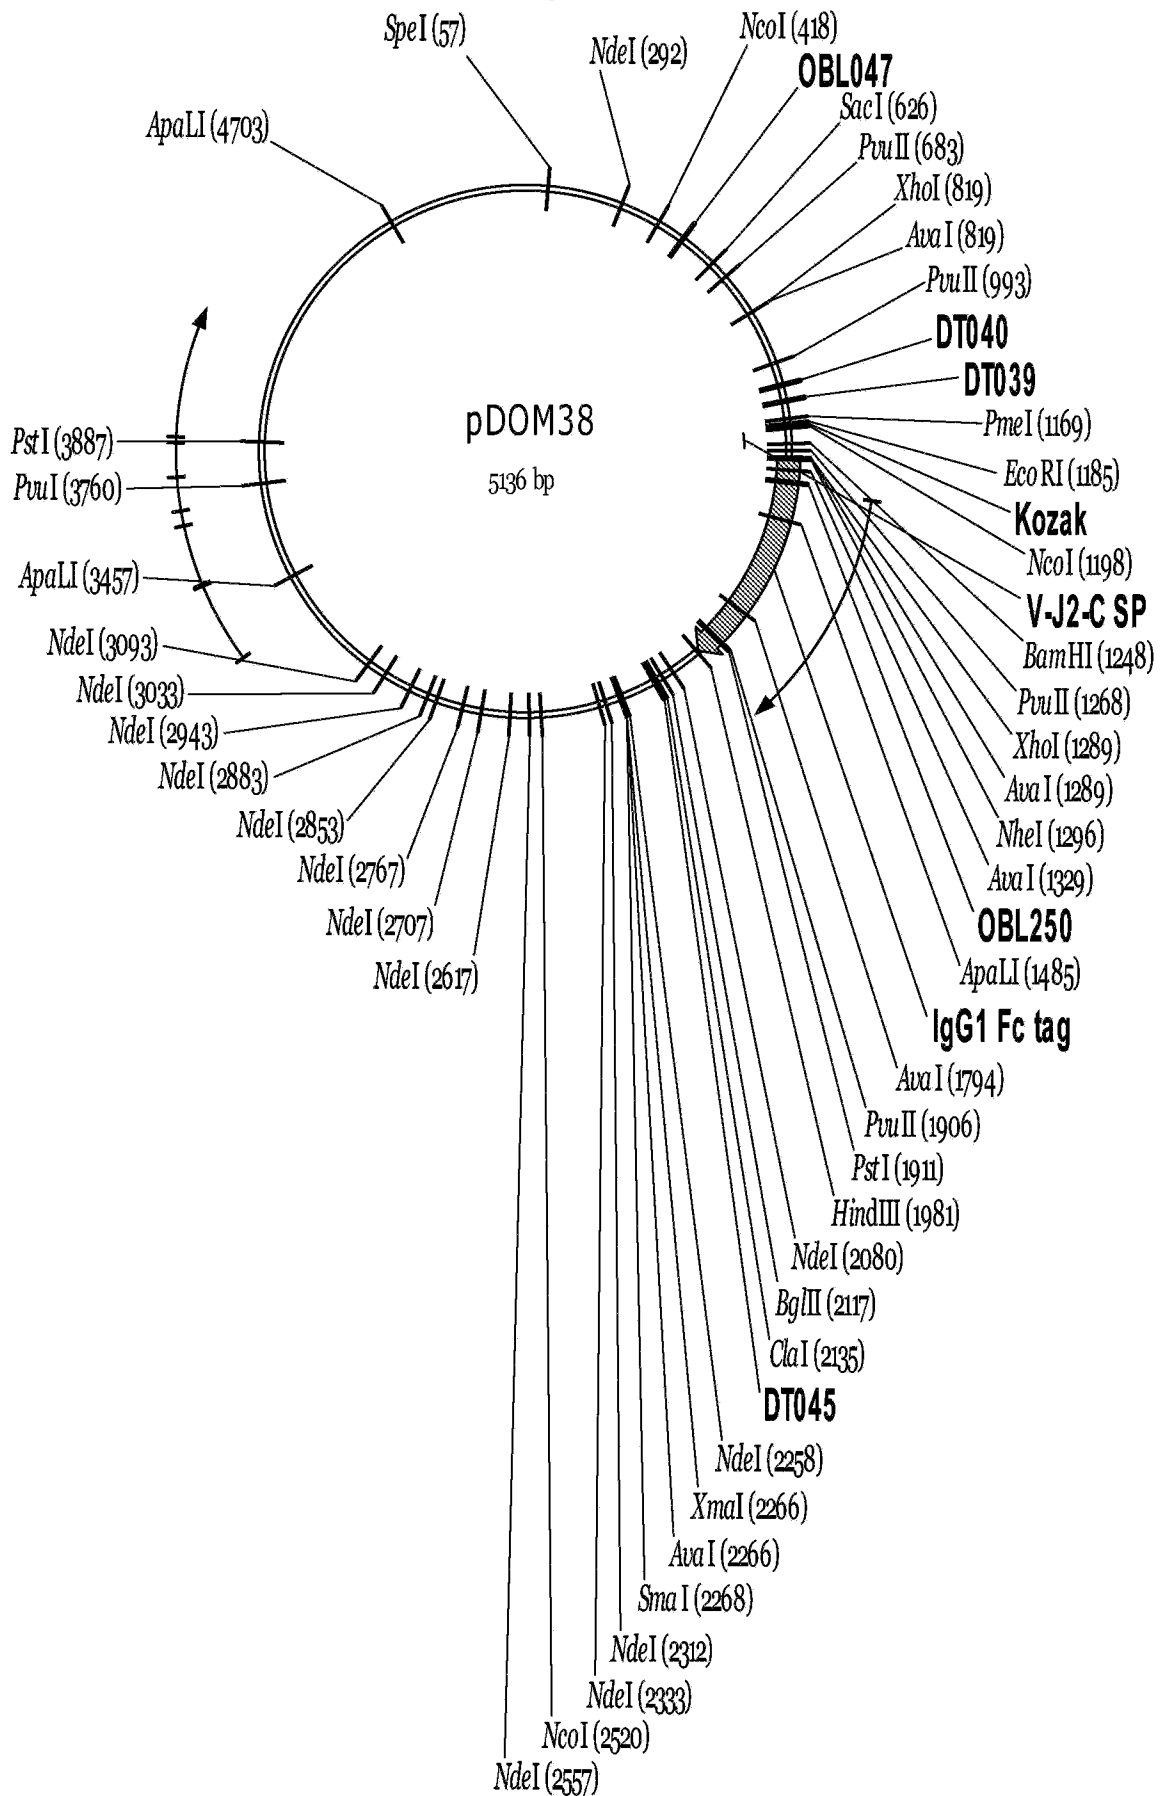 SpeI (57)
NdeI (292)
NcoI (418)
OBL047
SacI (626)
PvuII (683)
XhoI (819)
AvaI (819)
PvuII (993)
DT040
DT039
PmeI (1169)
EcoRI (1185)
Kozak
NcoI (1198)
V-J2-C SP
BamHI (1248)
PvuII (1268)
XhoI (1289)
AvaI (1289)
NheI (1296)
AvaI (1329)
OBL250
ApaLI (1485)
IgG1 Fc tag
AvaI (1794)
PvuII (1906)
PstI (1911)
HindIII (1981)
NdeI (2080)
BglII (2117)
ClaI (2135)
DT045
NdeI (2258)
XmaI (2266)
AvaI (2266)
SmaI (2268)
NdeI (2312)
NdeI (2333)
NcoI (2520)
NdeI (2557)
NdeI (2617)
NdeI (2707)
NdeI (2767)
NdeI (2853)
NdeI (2883)
NdeI (2943)
NdeI (3033)
NdeI (3093)
ApaLI (3457)
PvuI (3760)
PstI (3887)
ApaLI (4703)
pDOM38
5136 bp